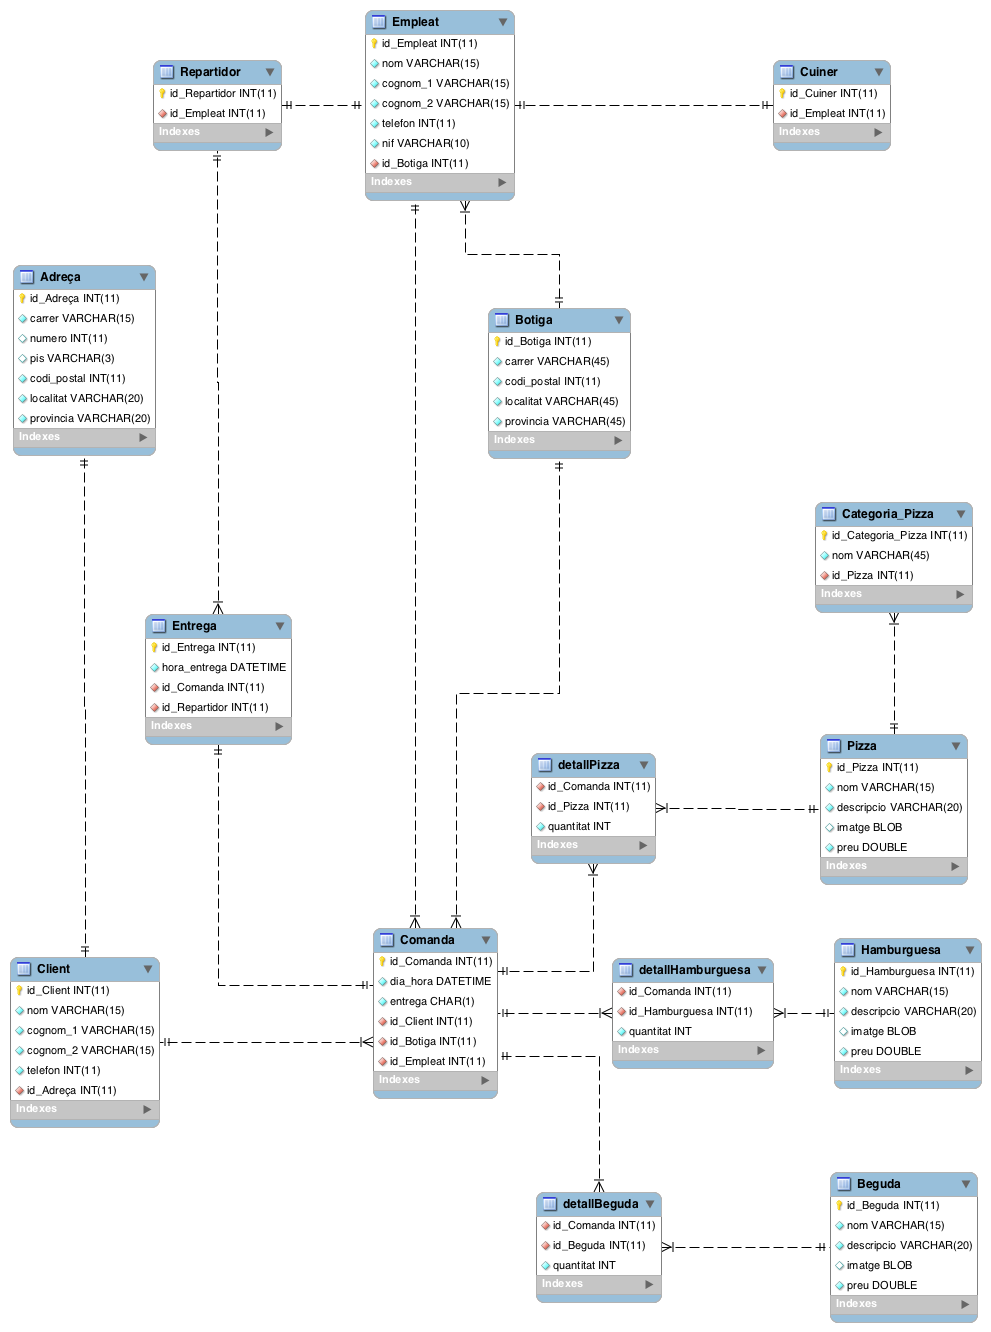 Empleat
id_Empleat INT(11)
nom VARCHAR(15)
cognom_1 VARCHAR(15)
cognom_2 VARCHAR(15)
telefon INT(11)
nif VARCHAR(10)
id_Botiga INT(11)
Indexes
Repartidor
id_Repartidor INT(11)
id_Empleat INT(11)
Indexes
Cuiner
id_Cuiner INT(11)
id_Empleat INT(11)
Indexes
Adreça
id_Adreça INT(11)
carrer VARCHAR(15)
numero INT(11)
pis VARCHAR(3)
codi_postal INT(11)
localitat VARCHAR(20)
provincia VARCHAR(20)
Indexes
Botiga
id_Botiga INT(11)
carrer VARCHAR(45)
codi_postal INT(11)
localitat VARCHAR(45)
provincia VARCHAR(45)
Indexes
Categoria_Pizza
id_Categoria_Pizza INT(11)
nom VARCHAR(45)
id_Pizza INT(11)
Indexes
Entrega
id_Entrega INT(11)
hora_entrega DATETIME
id_Comanda INT(11)
id_Repartidor INT(11)
Indexes
Pizza
id_Pizza INT(11)
nom VARCHAR(15)
descripcio VARCHAR(20)
imatge BLOB
preu DOUBLE
Indexes
detallPizza
id_Comanda INT(11)
id_Pizza INT(11)
quantitat INT
Indexes
Comanda
id_Comanda INT(11)
dia_hora DATETIME
entrega CHAR(1)
id_Client INT(11)
id_Botiga INT(11)
id_Empleat INT(11)
Indexes
Hamburguesa
id_Hamburguesa INT(11)
nom VARCHAR(15)
descripcio VARCHAR(20)
imatge BLOB
preu DOUBLE
Indexes
Client
id_Client INT(11)
nom VARCHAR(15)
cognom_1 VARCHAR(15)
cognom_2 VARCHAR(15)
telefon INT(11)
id_Adreça INT(11)
Indexes
detallHamburguesa
id_Comanda INT(11)
id_Hamburguesa INT(11)
quantitat INT
Indexes
Beguda
id_Beguda INT(11)
nom VARCHAR(15)
descripcio VARCHAR(20)
imatge BLOB
preu DOUBLE
Indexes
detallBeguda
id_Comanda INT(11)
id_Beguda INT(11)
quantitat INT
Indexes